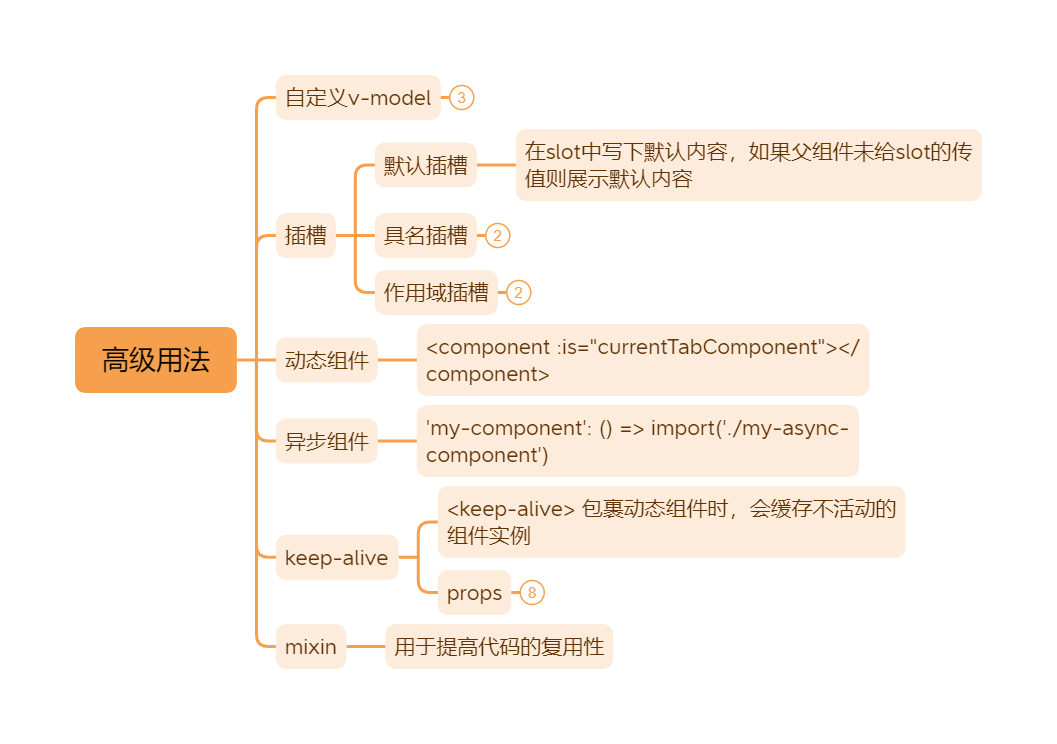 高级用法
自定义v-model
3
插槽
默认插槽
在slot中写下默认内容，如果父组件未给slot的传
值则展示默认内容
具名插槽
2
作用域插槽
2
动态组件
<component :is="currentTabComponent"></
component>
异步组件
'my-component': () => import('./my-async-
component')
keep-alive
<keep-alive> 包裹动态组件时，会缓存不活动的
组件实例
props
8
mixin
用于提高代码的复用性